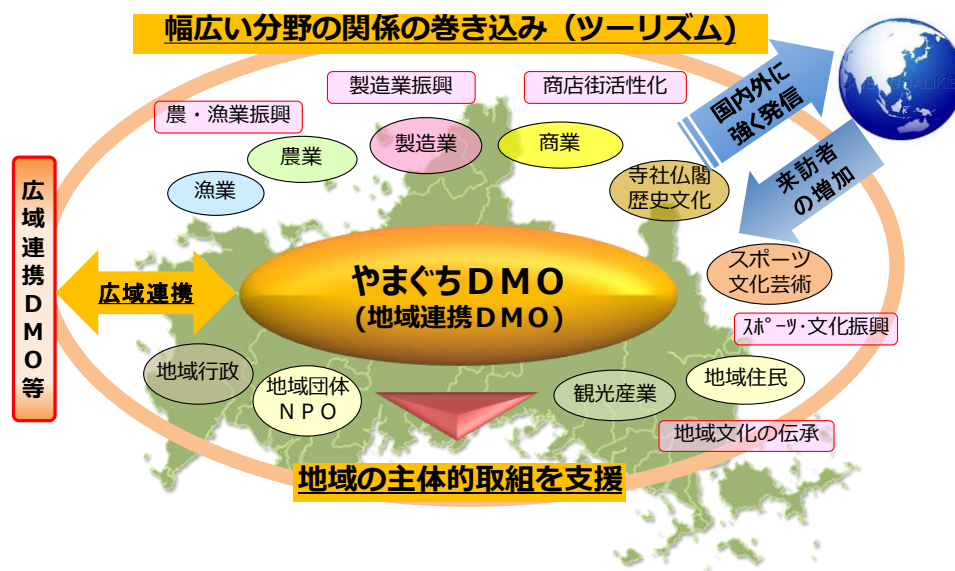 幅広い分野の関係の巻き込み（ツーリズム)
製造業振興
商店街活性化
農・漁業振興
国内外に
強く発信
製造業
商業
農業
漁業
寺社仏閣
歴史文化
来訪者
の増加
広域連携ＤＭＯ等
広域連携
やまぐちＤＭＯ
(地域連携ＤＭＯ)
スポーツ
文化芸術
ｽﾎﾟｰﾂ･文化振興
地域行政
地域団体
ＮＰＯ
観光産業
地域住民
地域文化の伝承
地域の主体的取組を支援